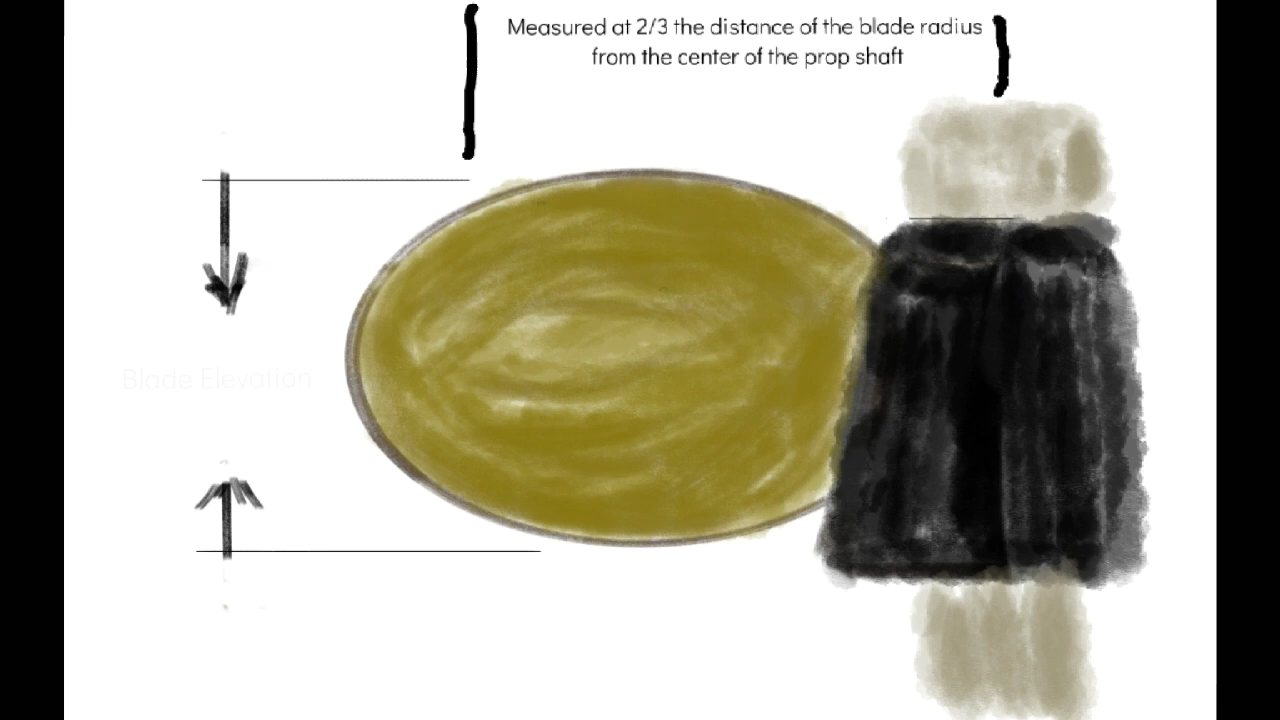 Measured at 2/3 the distance of the blade radius
from the center of the prop shaft
Blade Elevation